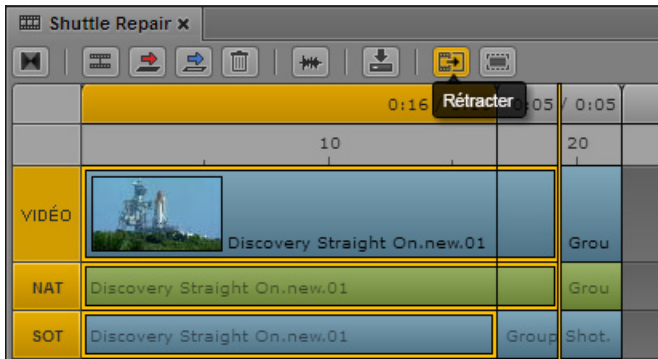 Shuttle Repair ×
Rétracter
0:16 / 0:05 / 0:05
10 20
VIDÉO Discovery Straight On.new.01 Grou
NAT Discovery Straight On.new.01 Grou
SOT Discovery Straight On.new.01 Group Shot.